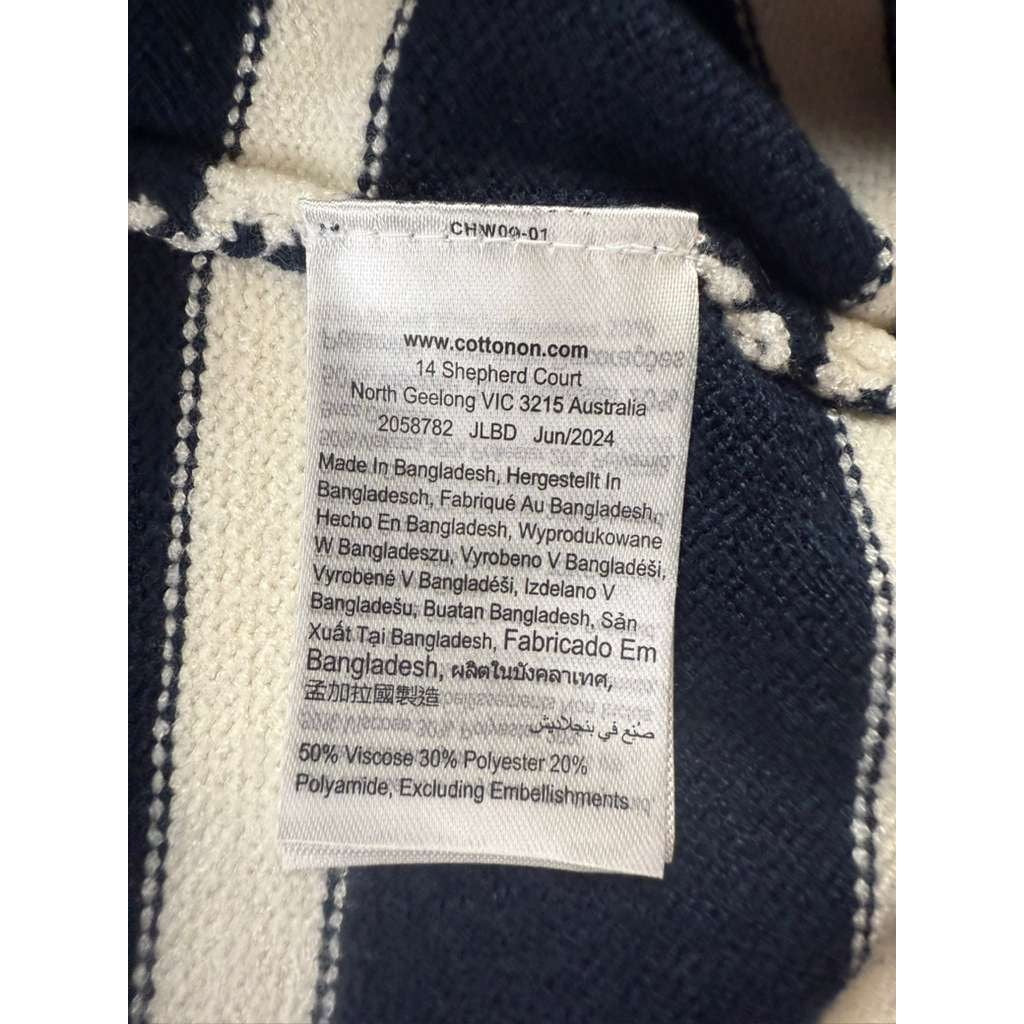 CHW09-01
www.cottonon.com
14 Shepherd Court
North Geelong VIC 3215 Australia
2058782 JLBD Jun/2024
Made In Bangladesh, Hergestellt In
Bangladesch, Fabriqué Au Bangladesh,
Hecho En Bangladesh, Wyprodukowane
W Bangladeszu, Vyrobeno V Bangladéši,
Vyrobené V Bangladéši, Izdelano V
Bangladešu, Buatan Bangladesh, Sản
Xuất Tại Bangladesh, Fabricado Em
Bangladesh, ผลิตในบังคลาเทศ,
孟加拉國製造
صنع في بنجلاديش
50% Viscose 30% Polyester 20%
Polyamide, Excluding Embellishments